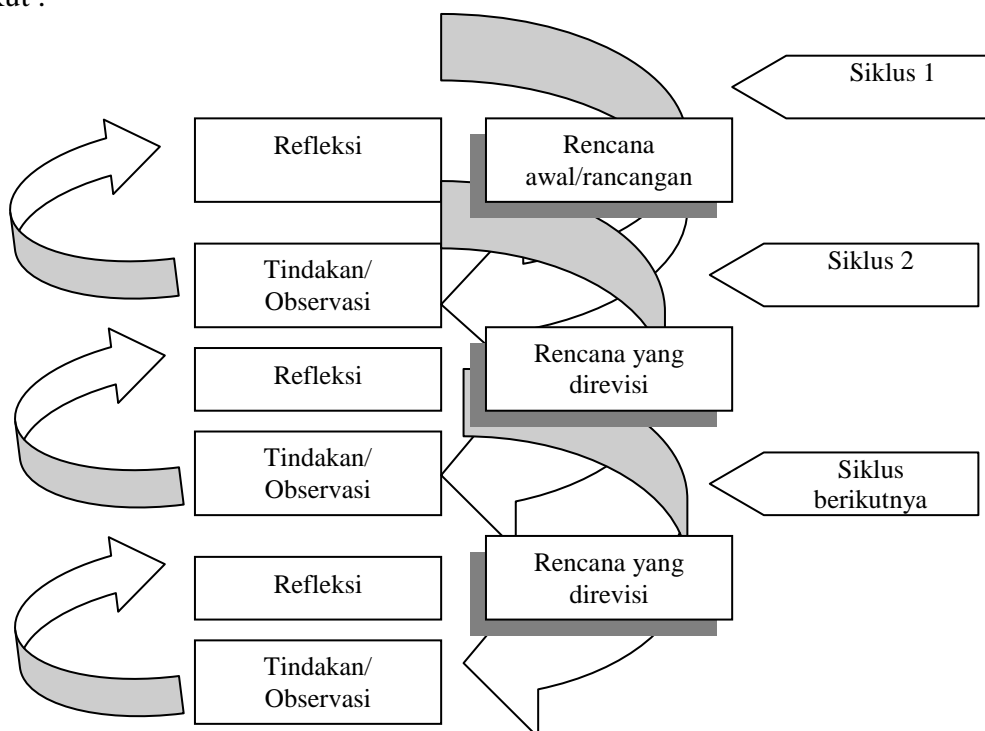 Siklus 1
Refleksi
Rencana
awal/rancangan
Tindakan/
Observasi
Siklus 2
Refleksi
Rencana yang
direvisi
Tindakan/
Observasi
Siklus
berikutnya
Refleksi
Rencana yang
direvisi
Tindakan/
Observasi